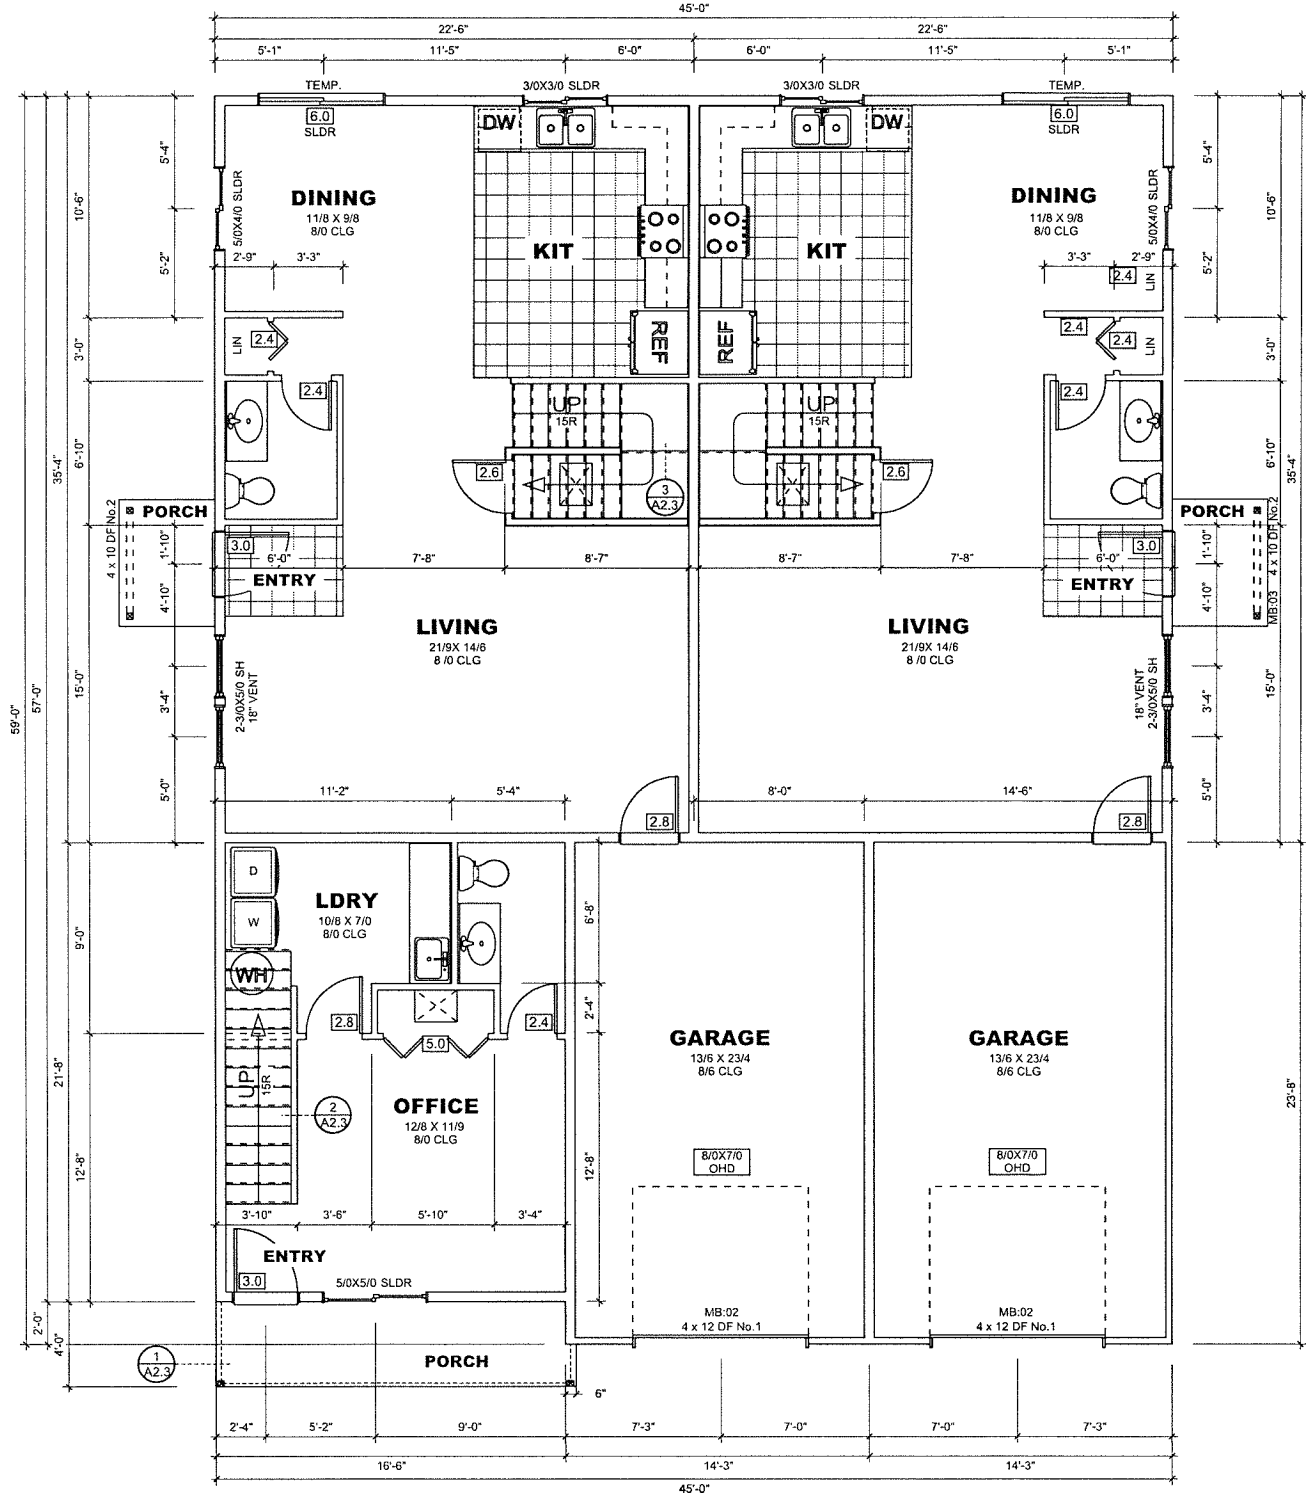 45'-0"
22'-6" 22'-6"
5'-1" 11'-5" 6'-0" 6'-0" 11'-5" 5'-1"
TEMP. 3/0X3/0 SLDR 3/0X3/0 SLDR TEMP.
6.0 DW DW 6.0
SLDR SLDR
5'-4" 5'-4"
10'-6" 10'-6"
5/0X4/0 SLDR 5/0X4/0 SLDR
DINING DINING
11/8 X 9/8 11/8 X 9/8
8/0 CLG 8/0 CLG
KIT KIT
5'-2" 5'-2"
2'-9" 3'-3" 3'-3" 2'-9"
2.4 LIN
REF REF
3'-0" LIN 2.4 2.4 2.4 LIN 3'-0"
2.4 2.4
UP UP
15R 15R
6'-10" 6'-10"
35'-4" 35'-4"
2.6 2.6
3
A2.3
PORCH PORCH
4 x 10 DF No.2 4 x 10 DF No.2
MB:03
1'-10" 1'-10"
3.0 3.0
6'-0" 7'-8" 8'-7" 8'-7" 7'-8" 6'-0"
ENTRY ENTRY
4'-10" 4'-10"
LIVING LIVING
21/9X 14/6 21/9X 14/6
8 /0 CLG 8 /0 CLG
2-3/0X5/0 SH
18" VENT
18" VENT
2-3/0X5/0 SH
15'-0" 3'-4" 3'-4" 15'-0"
59'-0" 57'-0"
5'-0" 5'-0"
11'-2" 5'-4" 8'-0" 14'-6"
2.8 2.8
D
W
LDRY
10/8 X 7/0
8/0 CLG
6'-8"
9'-0"
WH
2'-4"
2.8 5.0 2.4
GARAGE GARAGE
13/6 X 23/4 13/6 X 23/4
8/6 CLG 8/6 CLG
21'-8" 23'-8"
UP
15R
2
A2.3
OFFICE
12/8 X 11/9
8/0 CLG
12'-8" 12'-8"
8/0X7/0 8/0X7/0
OHD OHD
3'-10" 3'-6" 5'-10" 3'-4"
ENTRY
3.0 5/0X5/0 SLDR
MB:02 MB:02
4 x 12 DF No.1 4 x 12 DF No.1
2'-0"
4'-0"
1
A2.3
PORCH
6"
2'-4" 5'-2" 9'-0" 7'-3" 7'-0" 7'-0" 7'-3"
16'-6" 14'-3" 14'-3"
45'-0"